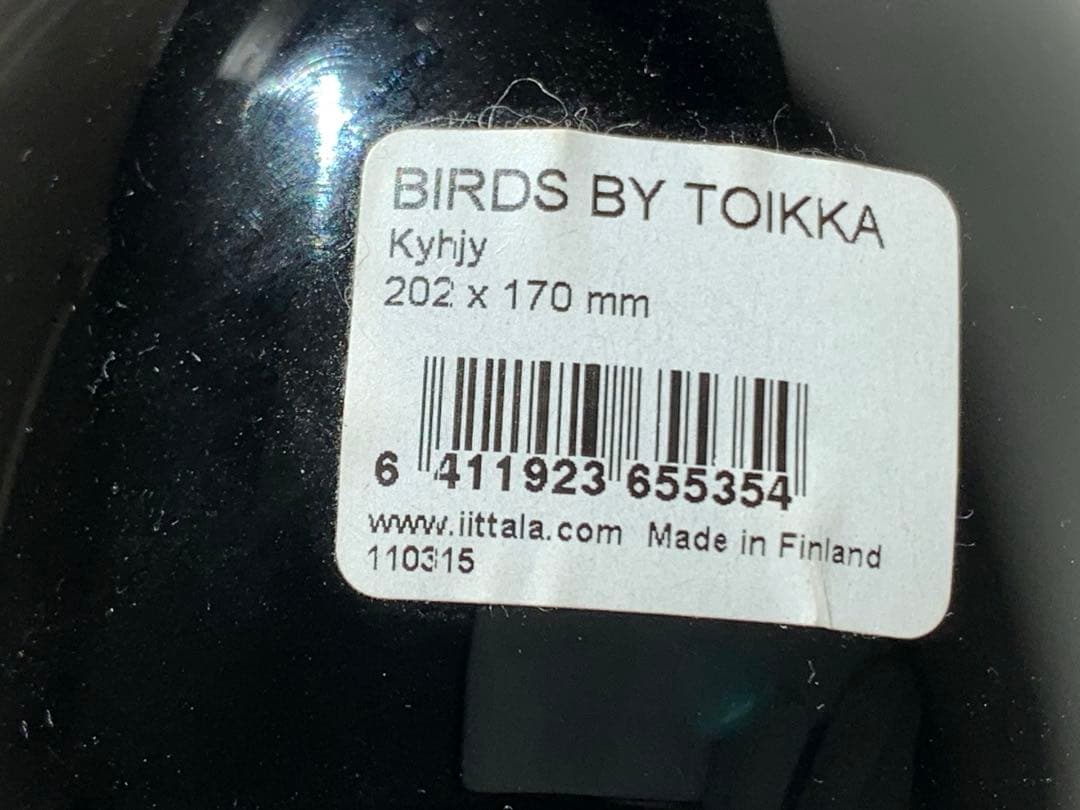 BIRDS BY TOIKKA
Kyhjy
202 x 170 mm
6 411923 655354
www.iittala.com Made in Finland
110315